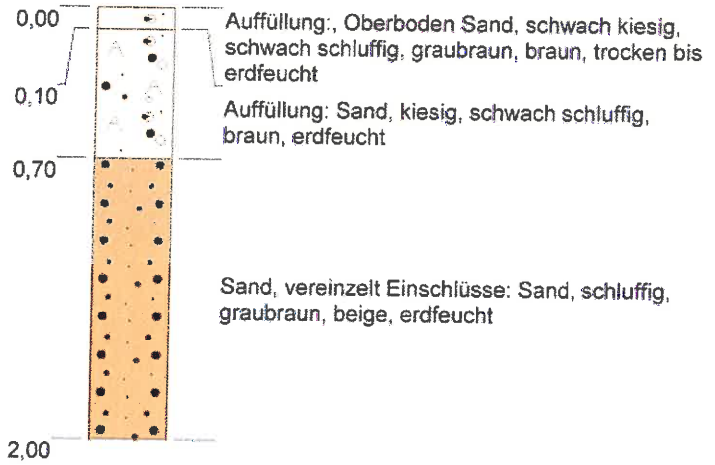 0,00
Auffüllung:, Oberboden Sand, schwach kiesig,
schwach schluffig, graubraun, braun, trocken bis
erdfeucht
0,10
Auffüllung: Sand, kiesig, schwach schluffig,
braun, erdfeucht
0,70
Sand, vereinzelt Einschlüsse: Sand, schluffig,
graubraun, beige, erdfeucht
2,00